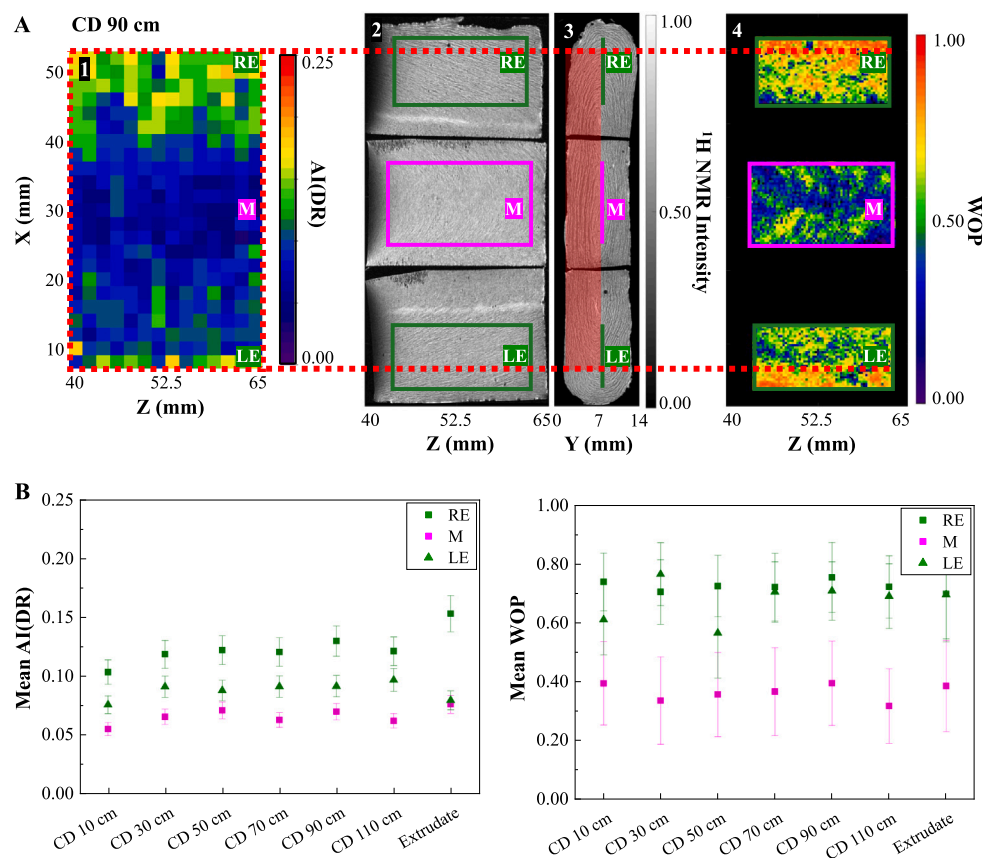 A
CD 90 cm
1
RE
M
LE
50
40
30
20
10
X (mm)
40
52.5
65
Z (mm)
0.25
0.00
AI(DR)
2
RE
M
LE
40
52.5
65
Z (mm)
3
RE
M
LE
0
7
14
Y (mm)
1.00
0.50
0.00
¹H NMR Intensity
4
RE
M
LE
40
52.5
65
Z (mm)
1.00
0.50
0.00
WOP
B
0.25
0.20
0.15
0.10
0.05
0.00
Mean AI(DR)
RE
M
LE
CD 10 cm
CD 30 cm
CD 50 cm
CD 70 cm
CD 90 cm
CD 110 cm
Extrudate
1.00
0.80
0.60
0.40
0.20
0.00
Mean WOP
RE
M
LE
CD 10 cm
CD 30 cm
CD 50 cm
CD 70 cm
CD 90 cm
CD 110 cm
Extrudate